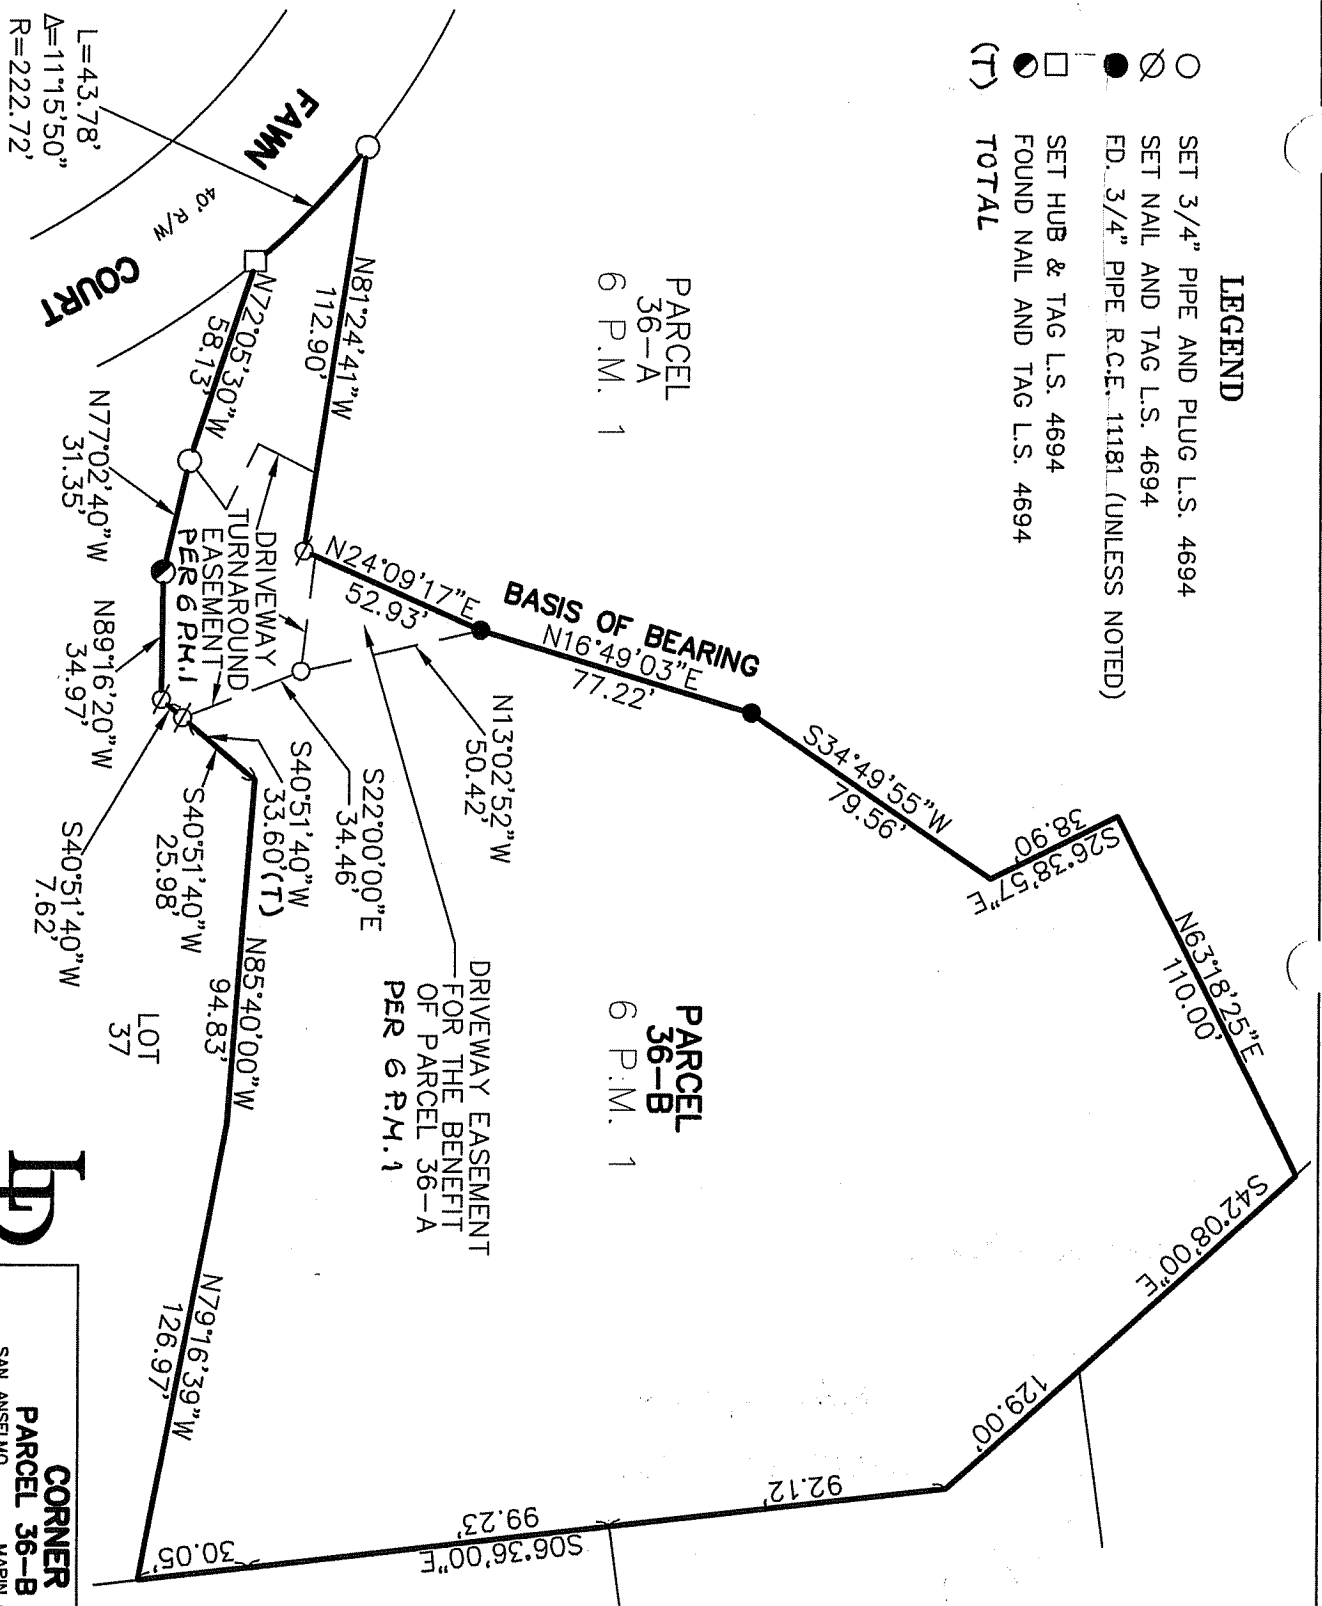 LEGEND
SET 3/4" PIPE AND PLUG L.S. 4694
SET NAIL AND TAG L.S. 4694
FD. 3/4" PIPE R.C.E. 11181 (UNLESS NOTED)
SET HUB & TAG L.S. 4694
FOUND NAIL AND TAG L.S. 4694
(T) TOTAL
PARCEL
36-A
6 P.M. 1
PARCEL
36-B
6 P.M. 1
N63°18'25"E
110.00'
S26°38'57"E
38.90'
S34°49'55"W
79.56'
BASIS OF BEARING
N16°49'03"E
77.22'
N24°09'17"E
52.93'
N81°24'41"W
112.90'
FAWN
COURT
40' R/W
L=43.78'
Δ=11°15'50"
R=222.72'
N72°05'30"W
58.13'
N77°02'40"W
31.35'
N89°16'20"W
34.97'
DRIVEWAY
TURNAROUND
EASEMENT
PER 6 P.M.1
N13°02'52"W
50.42'
S22°00'00"E
34.46'
S40°51'40"W
33.60'(T)
S40°51'40"W
25.98'
S40°51'40"W
7.62'
DRIVEWAY EASEMENT
FOR THE BENEFIT
OF PARCEL 36-A
PER 6 P.M.1
N85°40'00"W
94.83'
LOT
37
N79°16'39"W
126.97'
S42°08'00"E
129.00'
92.12'
99.23'
S06°36'00"E
30.05'
LD
CORNER
PARCEL 36-B
SAN ANSELMO MARIN